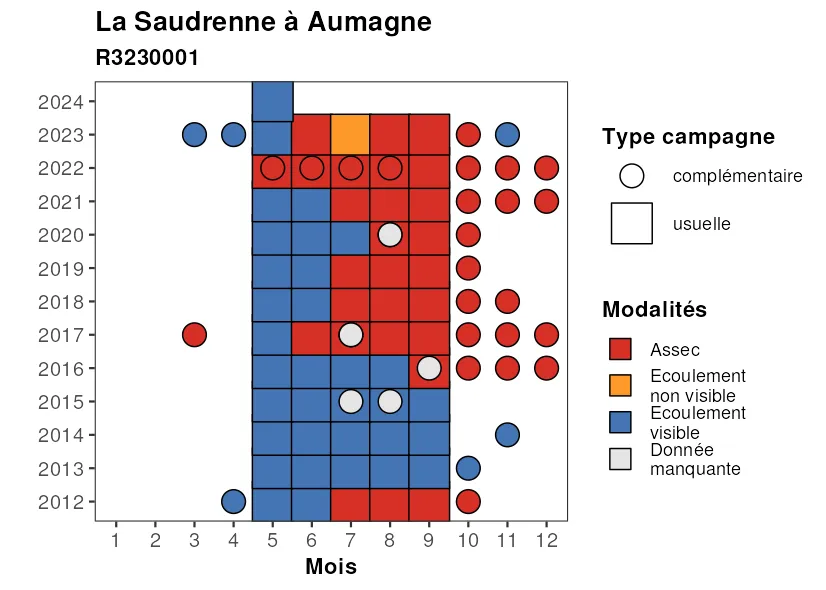 La Saudrenne à Aumagne
R3230001
2024
2023
2022
2021
2020
2019
2018
2017
2016
2015
2014
2013
2012
1 2 3 4 5 6 7 8 9 10 11 12
Mois
Type campagne
complémentaire
usuelle
Modalités
Assec
Ecoulement
non visible
Ecoulement
visible
Donnée
manquante